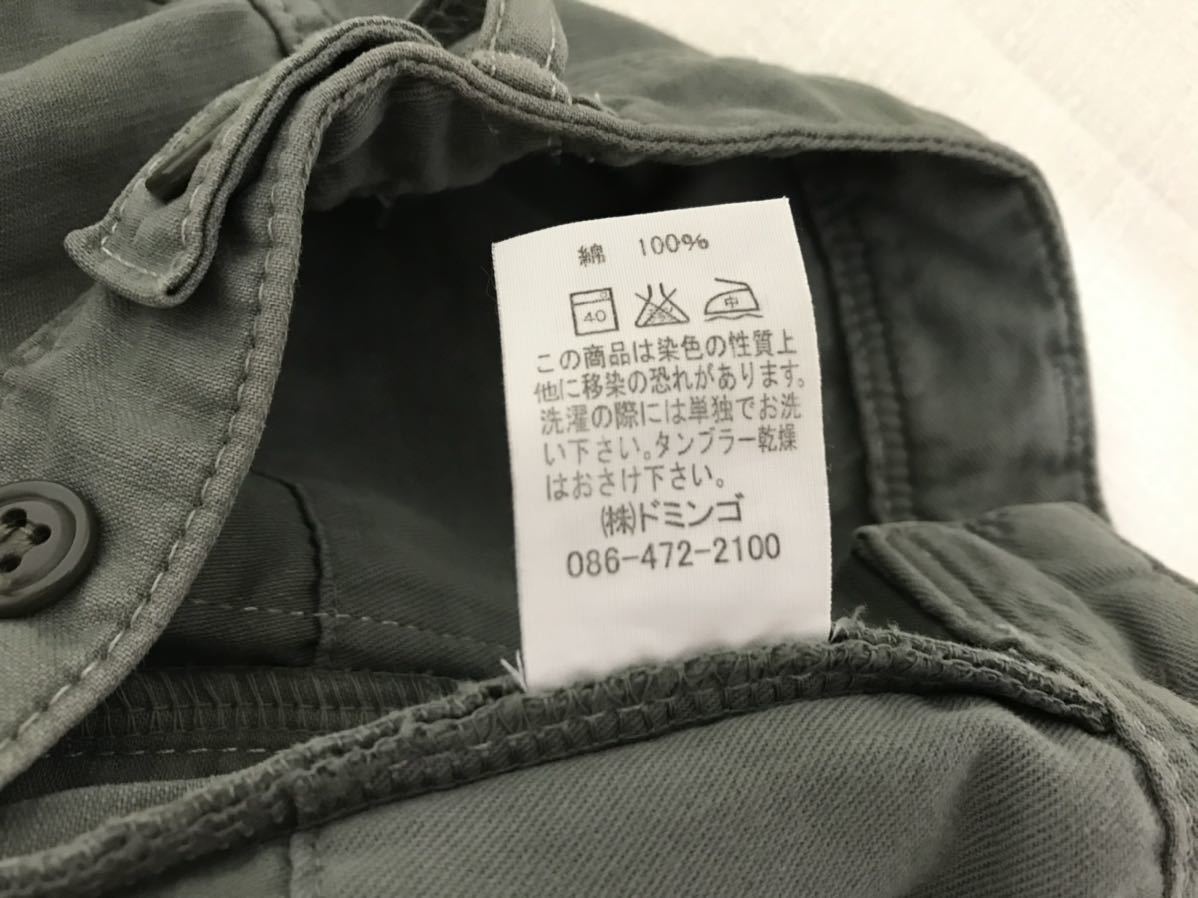 綿 100%
40 中
この商品は染色の性質上
他に移染の恐れがあります。
洗濯の際には単独でお洗
い下さい。タンブラー乾燥
はおさけ下さい。
(株)ドミンゴ
086-472-2100